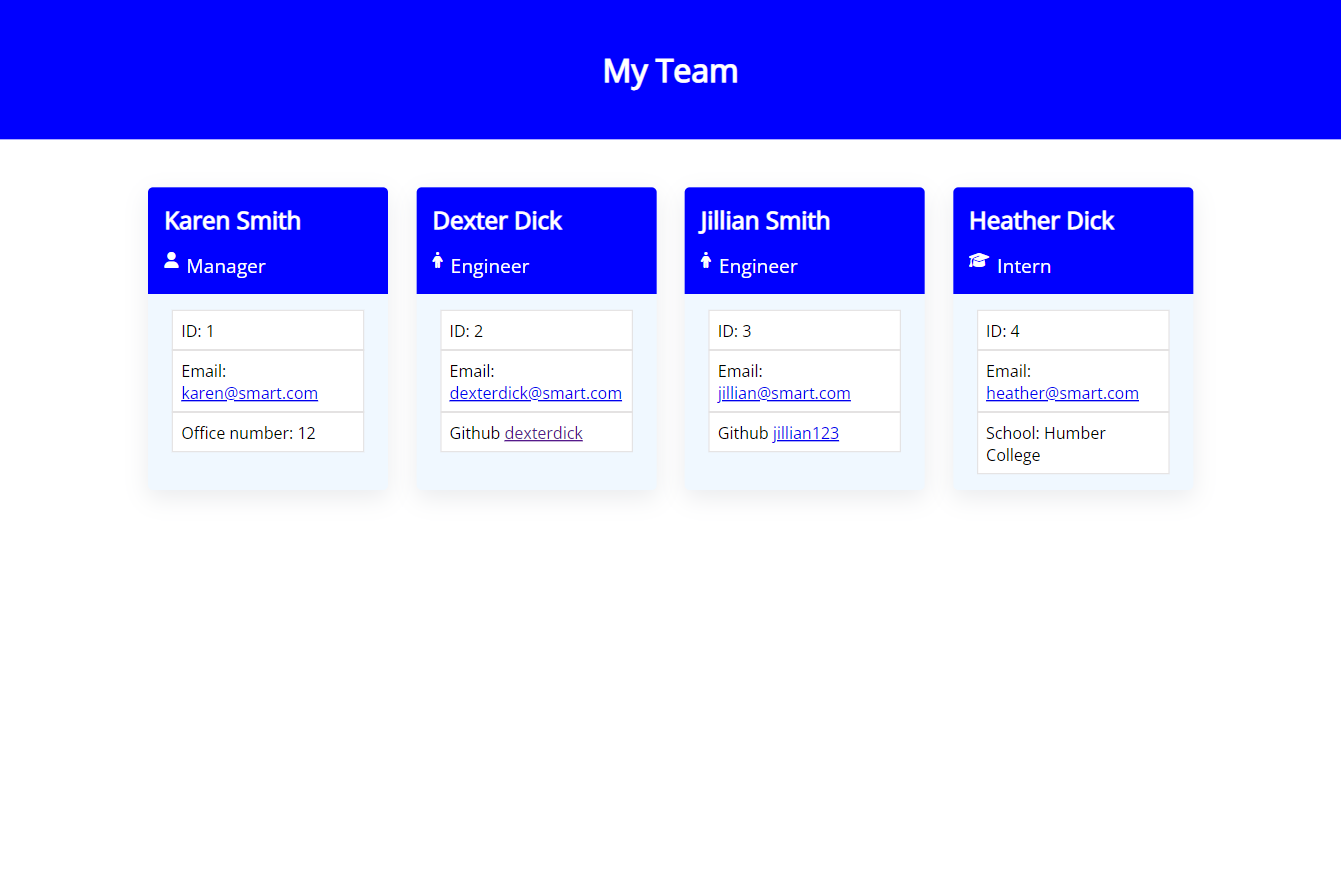 My Team
Karen Smith
Manager
ID: 1
Email:
karen@smart.com
Office number: 12
Dexter Dick
Engineer
ID: 2
Email:
dexterdick@smart.com
Github dexterdick
Jillian Smith
Engineer
ID: 3
Email:
jillian@smart.com
Github jillian123
Heather Dick
Intern
ID: 4
Email:
heather@smart.com
School: Humber
College